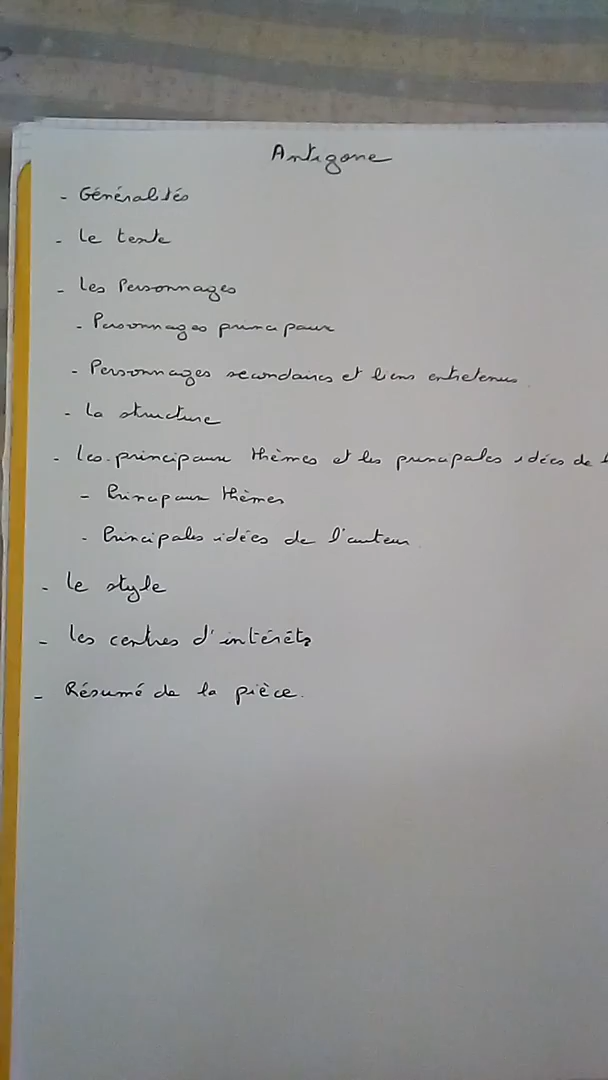 Antigone
- Généralités
- Le texte
- Les Personnages
- Personnages principaux
- Personnages secondaires et liens entretenus.
- La structure
- Les principaux thèmes et les principales idées de
- Principaux thèmes
- Principales idées de l'auteur.
- Le style
- Les centres d'intérêts
- Résumé de la pièce.